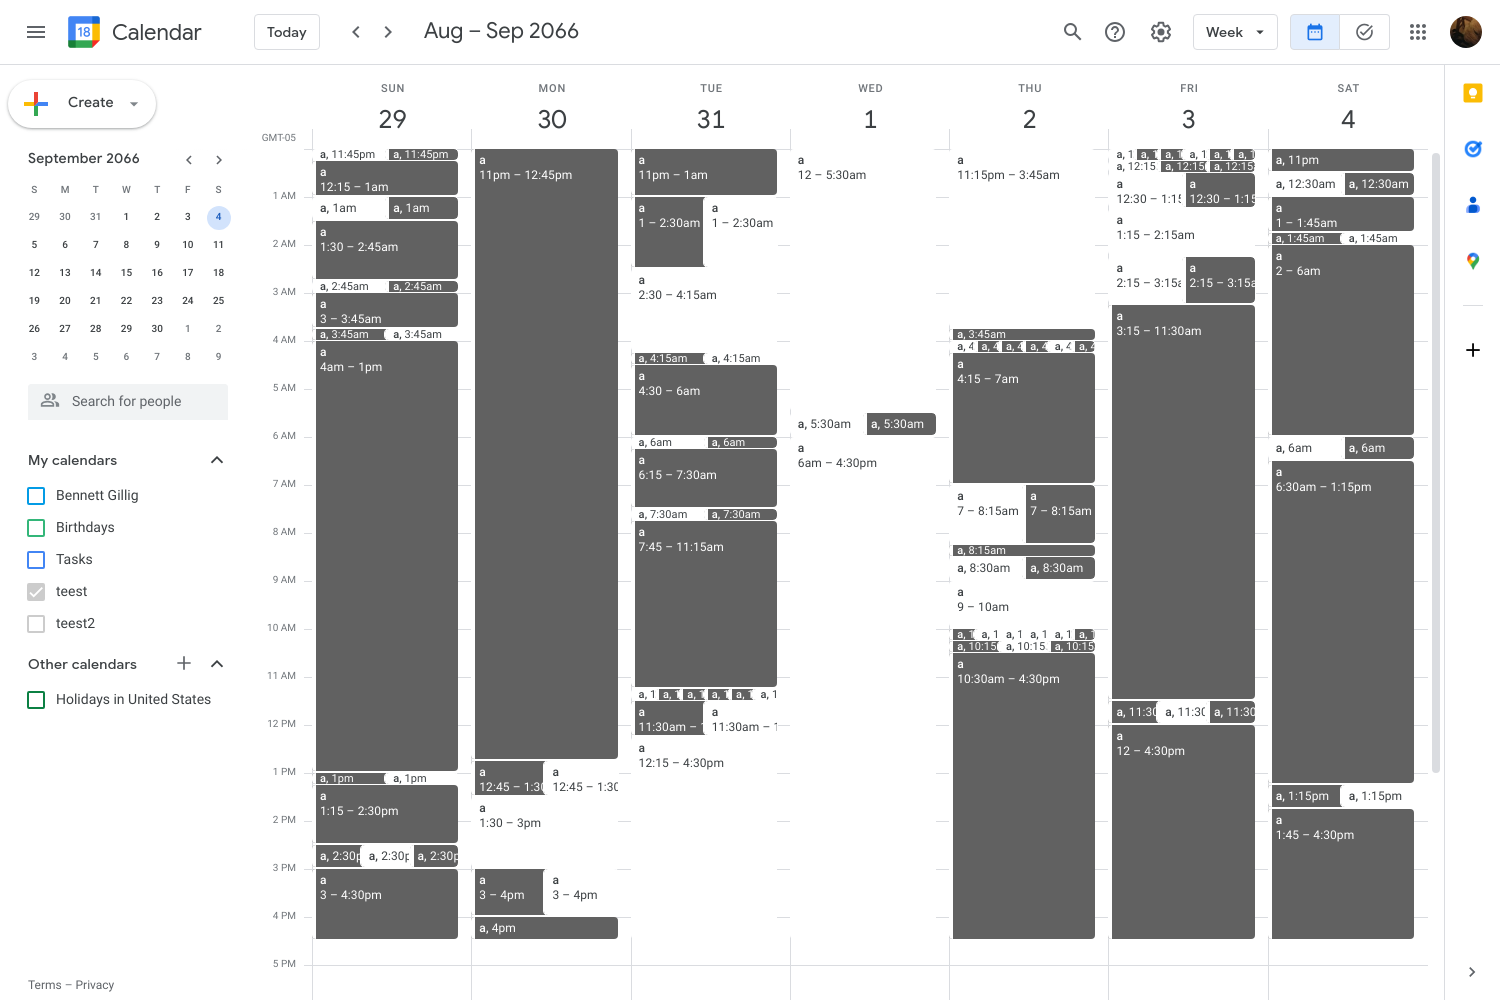 18 Calendar Today Aug – Sep 2066 Week
Create
September 2066
S M T W T F S
29 30 31 1 2 3 4
5 6 7 8 9 10 11
12 13 14 15 16 17 18
19 20 21 22 23 24 25
26 27 28 29 30 1 2
3 4 5 6 7 8 9
Search for people
My calendars
Bennett Gillig
Birthdays
Tasks
teest
teest2
Other calendars
Holidays in United States
Terms – Privacy
GMT-05
1 AM
2 AM
3 AM
4 AM
5 AM
6 AM
7 AM
8 AM
9 AM
10 AM
11 AM
12 PM
1 PM
2 PM
3 PM
4 PM
5 PM
SUN
29
a, 11:45pm a, 11:45pm
a
12:15 – 1am
a, 1am a, 1am
a
1:30 – 2:45am
a, 2:45am a, 2:45am
a
3 – 3:45am
a, 3:45am a, 3:45am
a
4am – 1pm
a, 1pm a, 1pm
a
1:15 – 2:30pm
a, 2:30p a, 2:30p a, 2:30p
a
3 – 4:30pm
MON
30
a
11pm – 12:45pm
a a
12:45 – 1:30 12:45 – 1:30
a
1:30 – 3pm
a a
3 – 4pm 3 – 4pm
a, 4pm
TUE
31
a
11pm – 1am
a a
1 – 2:30am 1 – 2:30am
a
2:30 – 4:15am
a, 4:15am a, 4:15am
a
4:30 – 6am
a, 6am a, 6am
a
6:15 – 7:30am
a, 7:30am a, 7:30am
a
7:45 – 11:15am
a, 1 a, 1 a, 1 a, 1 a, 1 a, 1
a a
11:30am – 1 11:30am – 1
a
12:15 – 4:30pm
WED
1
a
12 – 5:30am
a, 5:30am a, 5:30am
a
6am – 4:30pm
THU
2
a
11:15pm – 3:45am
a, 3:45am
a, 4 a, 4 a, 4 a, 4 a, 4 a, 4
a
4:15 – 7am
a a
7 – 8:15am 7 – 8:15am
a, 8:15am
a, 8:30am a, 8:30am
a
9 – 10am
a, 1 a, 1 a, 1 a, 1 a, 1 a, 1
a, 10:15 a, 10:15 a, 10:15
a
10:30am – 4:30pm
FRI
3
a, 1 a, 1 a, 1 a, 1 a, 1 a, 1
a, 12:15 a, 12:15 a, 12:15
a a
12:30 – 1:15 12:30 – 1:15
a
1:15 – 2:15am
a a
2:15 – 3:15a 2:15 – 3:15a
a
3:15 – 11:30am
a, 11:30 a, 11:30 a, 11:30
a
12 – 4:30pm
SAT
4
a, 11pm
a, 12:30am a, 12:30am
a
1 – 1:45am
a, 1:45am a, 1:45am
a
2 – 6am
a, 6am a, 6am
a
6:30am – 1:15pm
a, 1:15pm a, 1:15pm
a
1:45 – 4:30pm